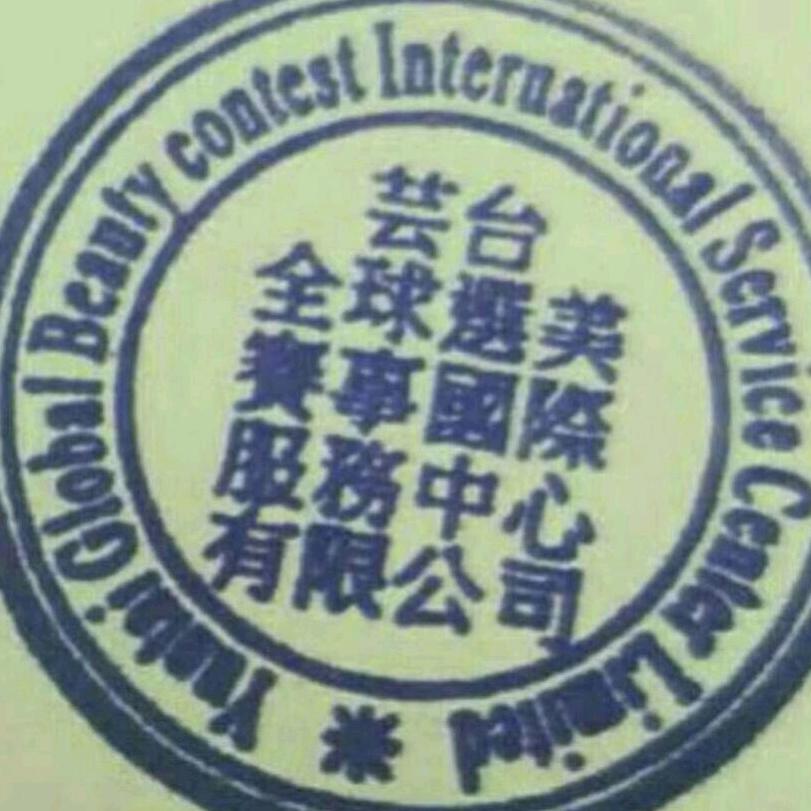 Yuntai Global Beauty contest International Service Center Limited
芸台
全球選美
賽事國際
服務中心
有限公司